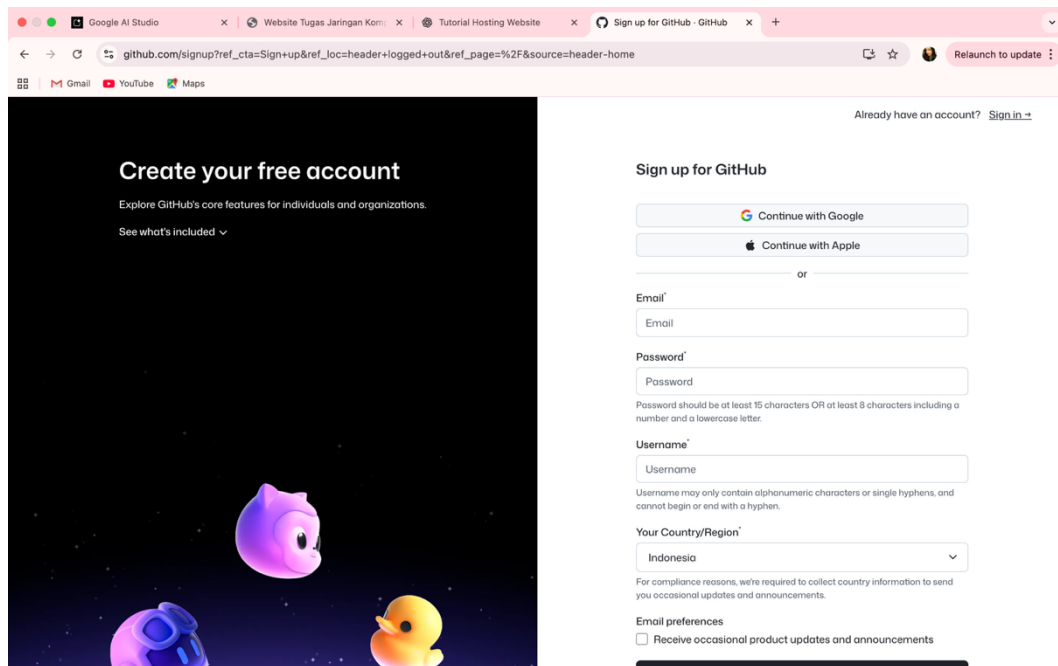 Google AI Studio
Website Tugas Jaringan Kom
Tutorial Hosting Website
Sign up for GitHub · GitHub
github.com/signup?ref_cta=Sign+up&ref_loc=header+logged+out&ref_page=%2F&source=header-home
Relaunch to update
Gmail
YouTube
Maps
Already have an account? Sign in →
Create your free account
Explore GitHub's core features for individuals and organizations.
See what's included
Sign up for GitHub
Continue with Google
Continue with Apple
or
Email*
Email
Password*
Password
Password should be at least 15 characters OR at least 8 characters including a
number and a lowercase letter.
Username*
Username
Username may only contain alphanumeric characters or single hyphens, and
cannot begin or end with a hyphen.
Your Country/Region*
Indonesia
For compliance reasons, we're required to collect country information to send
you occasional updates and announcements.
Email preferences
Receive occasional product updates and announcements